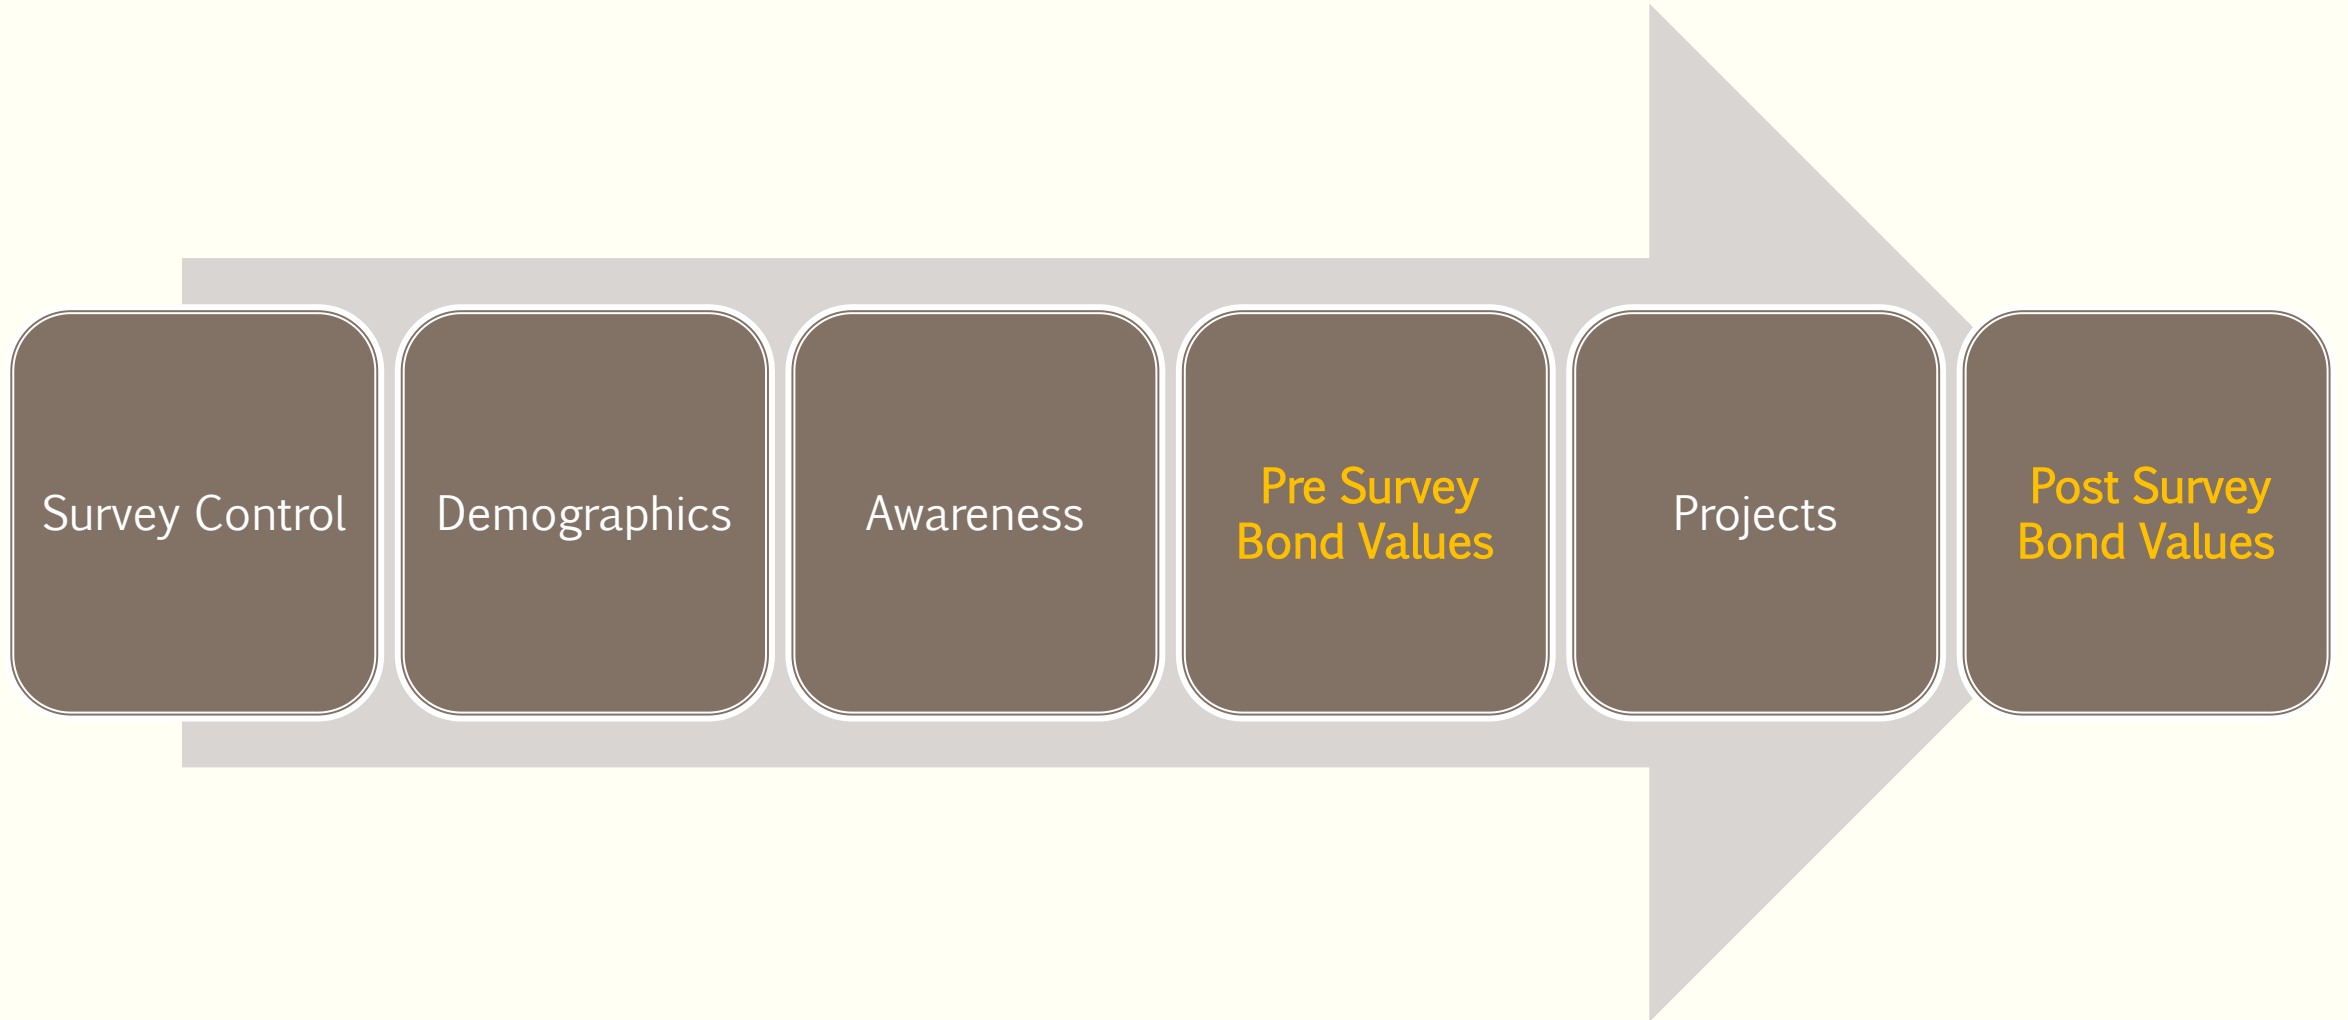 Survey Control
Demographics
Awareness
Pre Survey
Bond Values
Projects
Post Survey
Bond Values